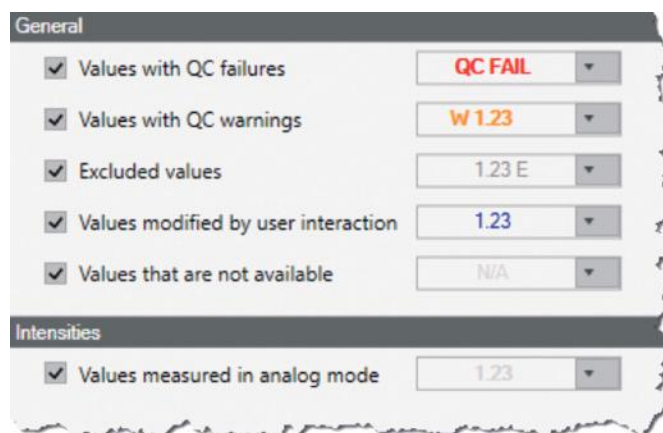 General
Values with QC failures QC FAIL
Values with QC warnings W 1.23
Excluded values 1.23 E
Values modified by user interaction 1.23
Values that are not available N/A
Intensities
Values measured in analog mode 1.23